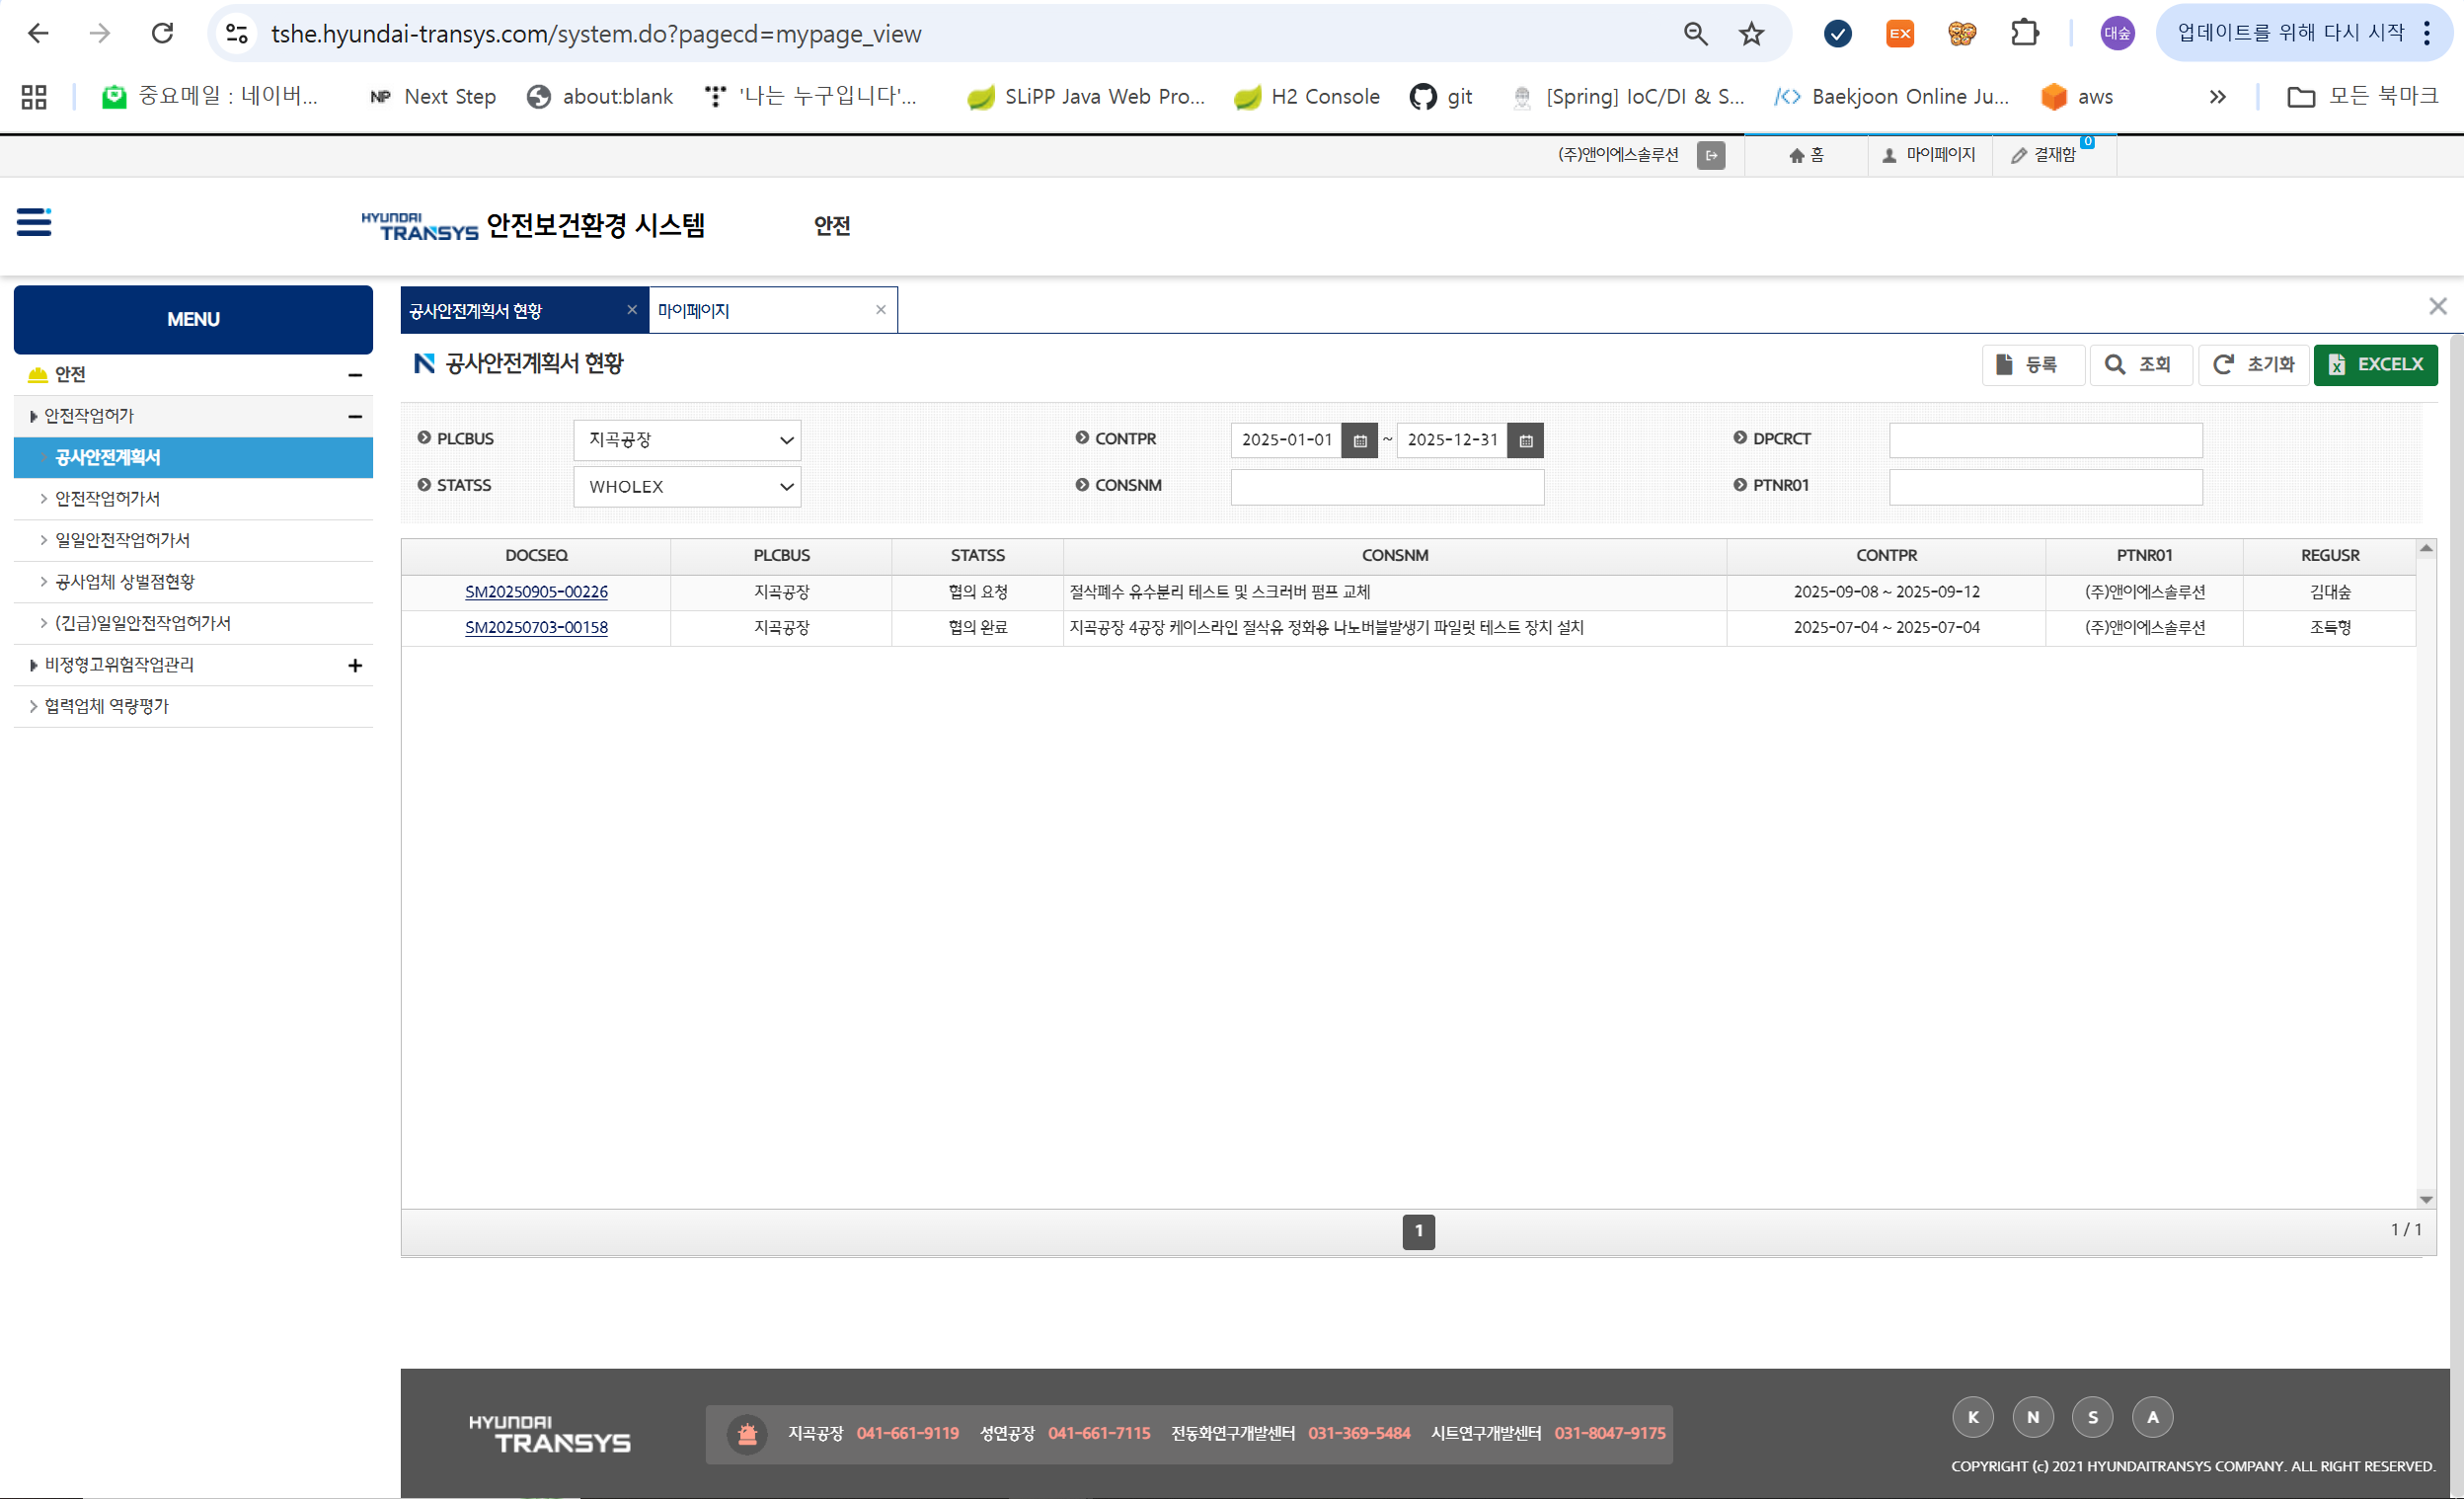 tshe.hyundai-transys.com/system.do?pagecd=mypage_view
EX
대숲
업데이트를 위해 다시 시작
중요메일 : 네이버...
NP Next Step
about:blank
'나는 누구입니다'...
SLiPP Java Web Pro...
H2 Console
git
[Spring] IoC/DI & S...
Baekjoon Online Ju...
aws
모든 북마크
(주)앤이에스솔루션
홈
마이페이지
결재함
0
HYUNDAI TRANSYS 안전보건환경 시스템
안전
MENU
안전
안전작업허가
공사안전계획서
안전작업허가서
일일안전작업허가서
공사업체 상벌점현황
(긴급)일일안전작업허가서
비정형고위험작업관리
협력업체 역량평가
공사안전계획서 현황
마이페이지
공사안전계획서 현황
등록
조회
초기화
EXCELX
PLCBUS 지곡공장 CONTPR 2025-01-01 ~ 2025-12-31 DPCRCT
STATSS WHOLEX CONSNM PTNR01
DOCSEQ PLCBUS STATSS CONSNM CONTPR PTNR01 REGUSR
SM20250905-00226 지곡공장 협의 요청 절삭폐수 유수분리 테스트 및 스크러버 펌프 교체 2025-09-08 ~ 2025-09-12 (주)앤이에스솔루션 김대숲
SM20250703-00158 지곡공장 협의 완료 지곡공장 4공장 케이스라인 절삭유 정화용 나노버블발생기 파일럿 테스트 장치 설치 2025-07-04 ~ 2025-07-04 (주)앤이에스솔루션 조득형
1
1 / 1
HYUNDAI TRANSYS
지곡공장 041-661-9119 성연공장 041-661-7115 전동화연구개발센터 031-369-5484 시트연구개발센터 031-8047-9175
K N S A
COPYRIGHT (c) 2021 HYUNDAITRANSYS COMPANY. ALL RIGHT RESERVED.